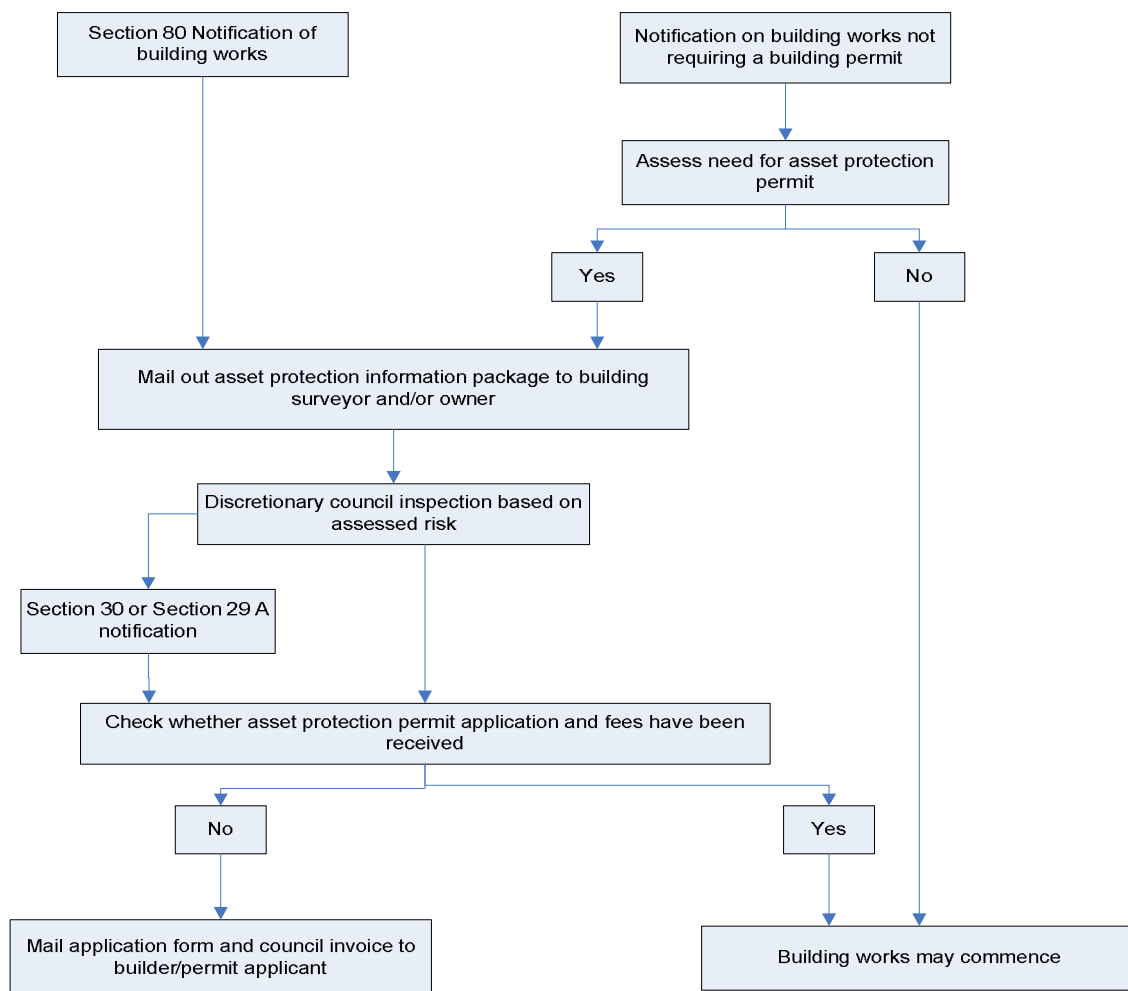 Section 80 Notification of
building works
Notification on building works not
requiring a building permit
Assess need for asset protection
permit
Yes
No
Mail out asset protection information package to building
surveyor and/or owner
Discretionary council inspection based on
assessed risk
Section 30 or Section 29 A
notification
Check whether asset protection permit application and fees have been
received
No
Yes
Mail application form and council invoice to
builder/permit applicant
Building works may commence